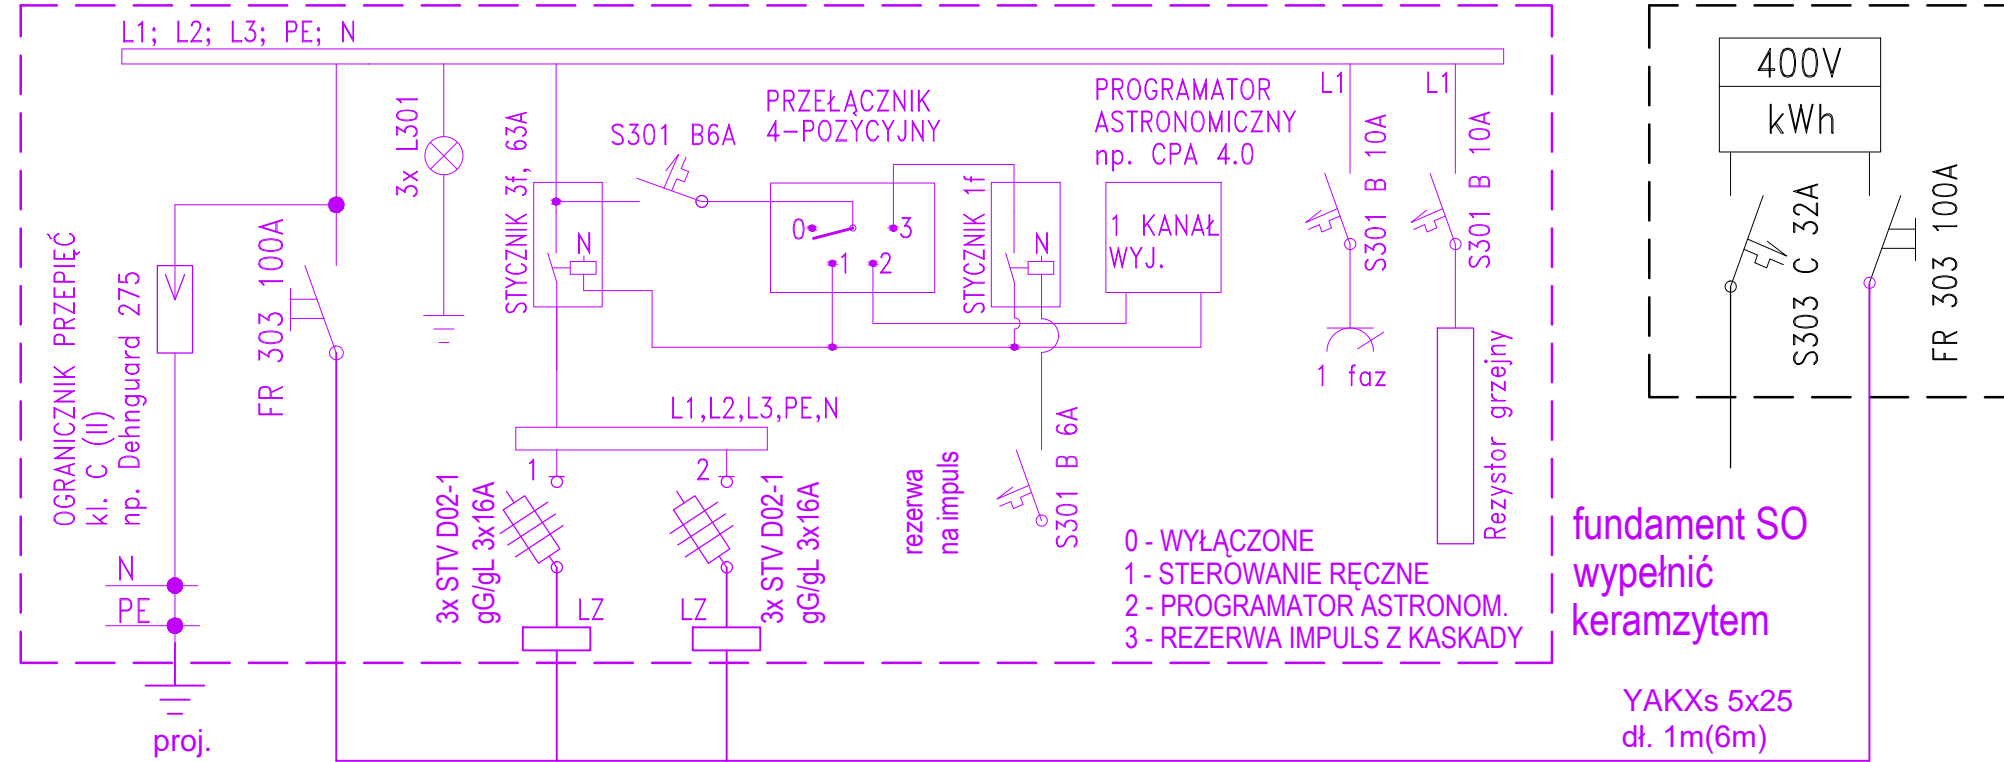 L1; L2; L3; PE; N
OGRANICZNIK PRZEPIĘĆ
kl. C (II)
np. Dehnguard 275
N
PE
proj.
FR 303 100A
3x L301
STYCZNIK 3f, 63A
N
S301 B6A
PRZEŁĄCZNIK
4-POZYCYJNY
0
3
1
2
STYCZNIK 1f
N
PROGRAMATOR
ASTRONOMICZNY
np. CPA 4.0
1 KANAŁ
WYJ.
L1
S301 B 10A
1 faz
L1
S301 B 10A
Rezystor grzejny
L1,L2,L3,PE,N
1
3x STV D02-1
gG/gL 3x16A
LZ
2
3x STV D02-1
gG/gL 3x16A
LZ
rezerwa
na impuls
S301 B 6A
0 - WYŁĄCZONE
1 - STEROWANIE RĘCZNE
2 - PROGRAMATOR ASTRONOM.
3 - REZERWA IMPULS Z KASKADY
400V
kWh
S303 C 32A
FR 303 100A
fundament SO
wypełnić
keramzytem
YAKXs 5x25
dł. 1m(6m)